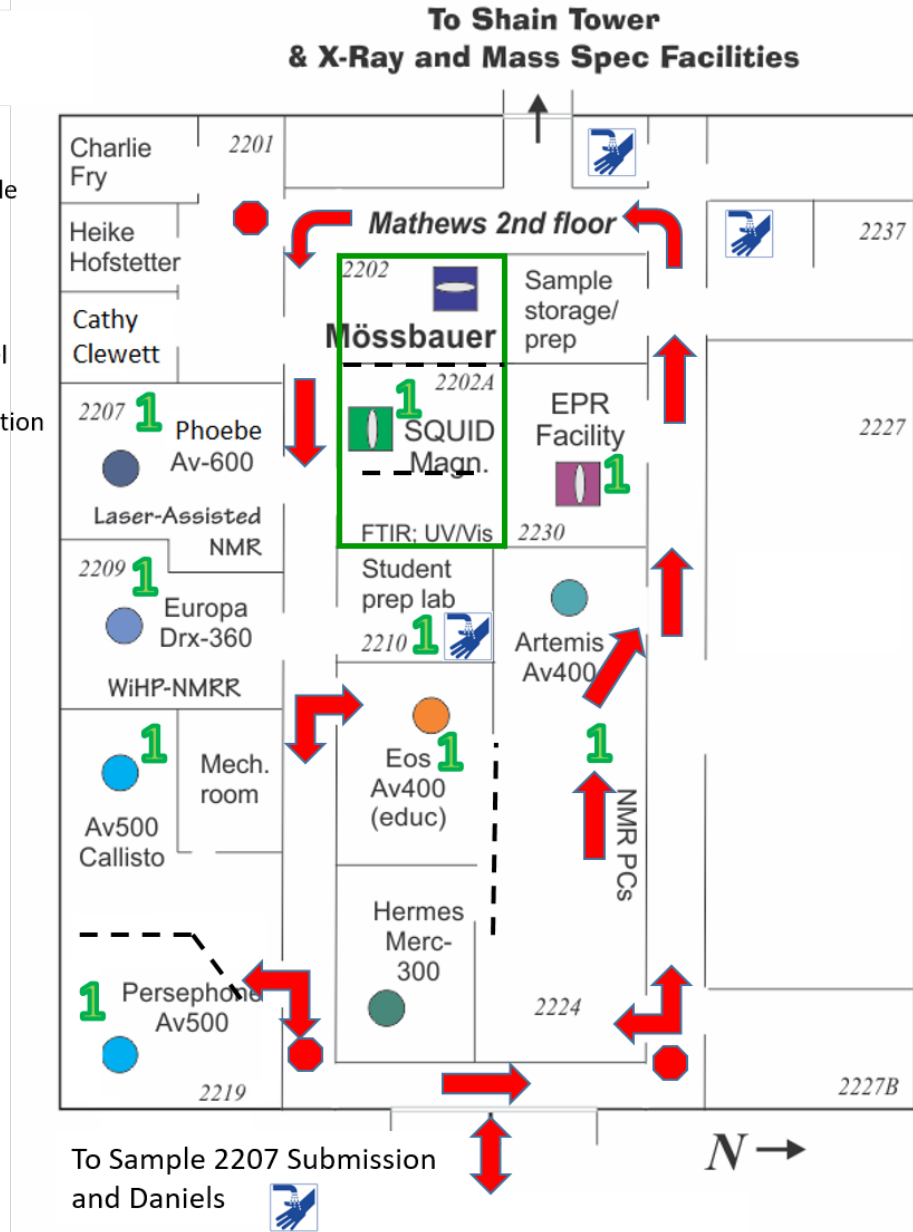 To Shain Tower
& X-Ray and Mass Spec Facilities
Charlie
Fry
2201
le
Heike
Hofstetter
Mathews 2nd floor
2237
2202
Sample
storage/
prep
Cathy
Clewett
Mössbauer
l
2202A
tion
2207
1
Phoebe
Av-600
1
SQUID
Magn.
EPR
Facility
1
2227
Laser-Assisted
NMR
FTIR; UV/Vis
2230
2209
1
Europa
Drx-360
Student
prep lab
2210
1
Artemis
Av400
WiHP-NMRR
1
Mech.
room
Eos
1
Av400
(educ)
1
NMR PCs
Av500
Callisto
Hermes
Merc-
300
1
Persephone
Av500
2224
2219
2227B
To Sample 2207 Submission
and Daniels
N